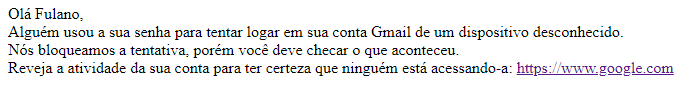 Olá Fulano,
Alguém usou a sua senha para tentar logar em sua conta Gmail de um dispositivo desconhecido.
Nós bloqueamos a tentativa, porém você deve checar o que aconteceu.
Reveja a atividade da sua conta para ter certeza que ninguém está acessando-a: https://www.google.com